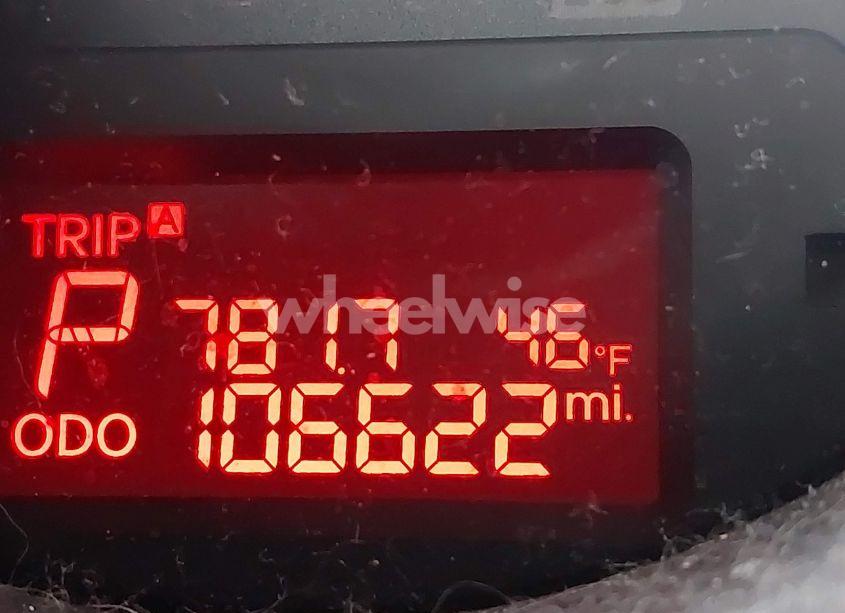 TRIP A
P 781.7 46°F
ODO 106622 mi.
wheelwise